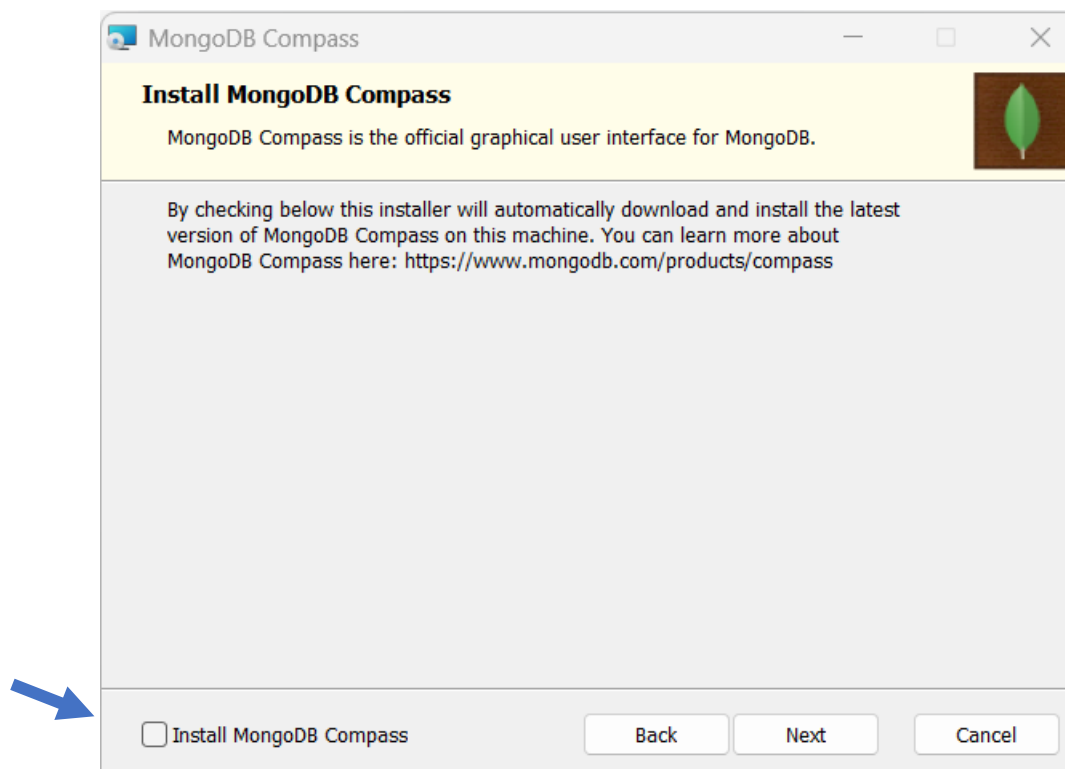 MongoDB Compass
Install MongoDB Compass
MongoDB Compass is the official graphical user interface for MongoDB.
By checking below this installer will automatically download and install the latest
version of MongoDB Compass on this machine. You can learn more about
MongoDB Compass here: https://www.mongodb.com/products/compass
Install MongoDB Compass Back Next Cancel